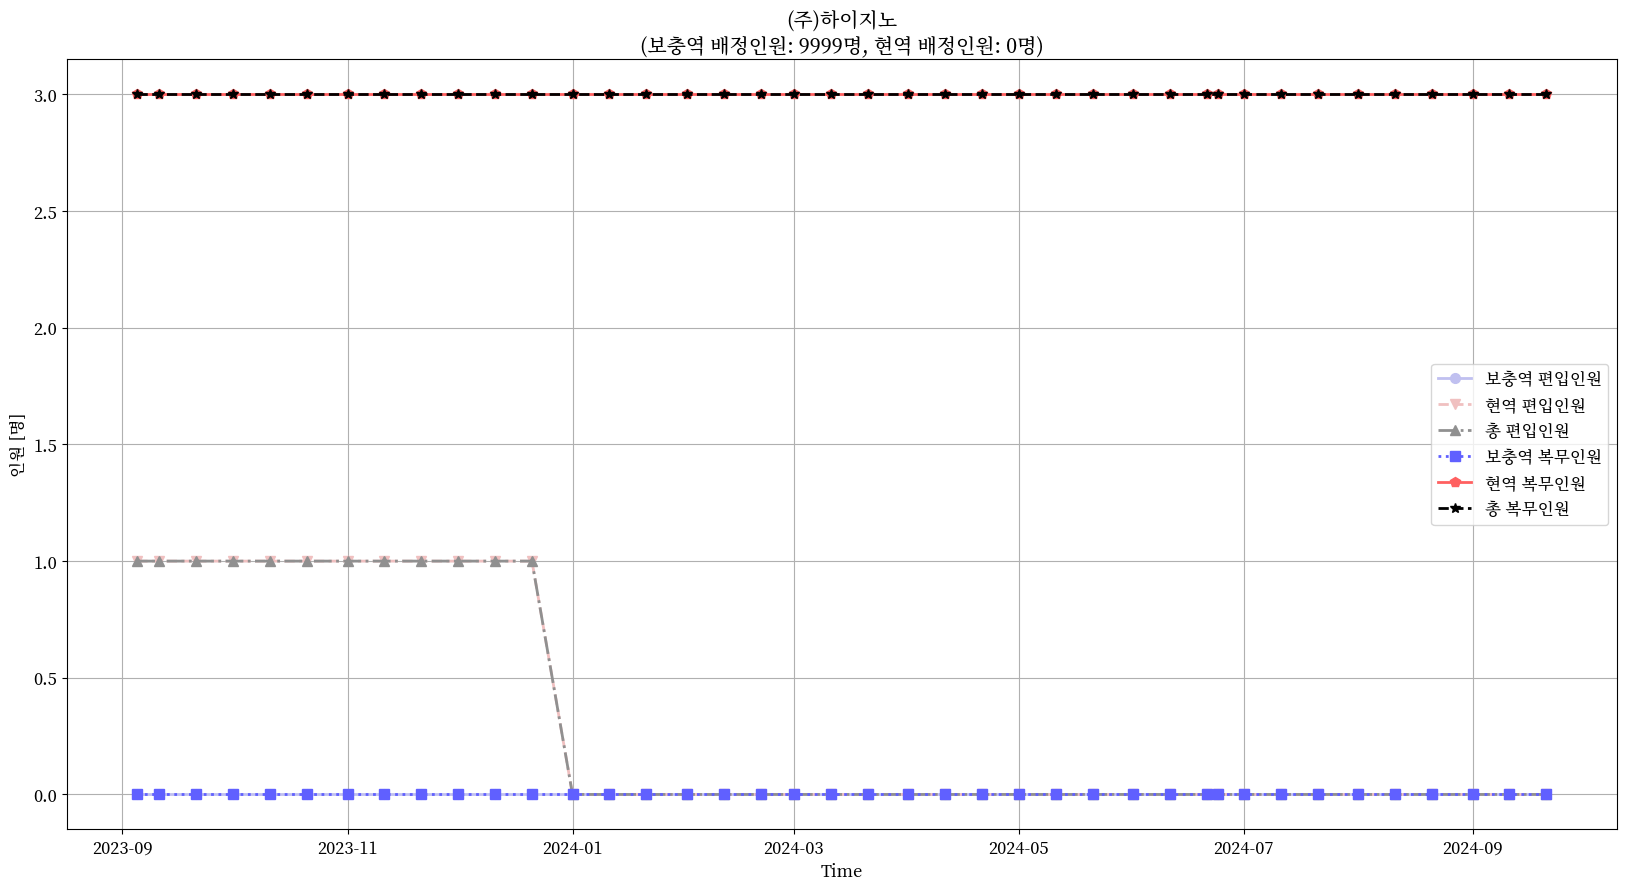 (주)하이지노
(보충역 배정인원: 9999명, 현역 배정인원: 0명)
인원 [명]
3.0
2.5
2.0
1.5
1.0
0.5
0.0
보충역 편입인원
현역 편입인원
총 편입인원
보충역 복무인원
현역 복무인원
총 복무인원
2023-09
2023-11
2024-01
2024-03
2024-05
2024-07
2024-09
Time